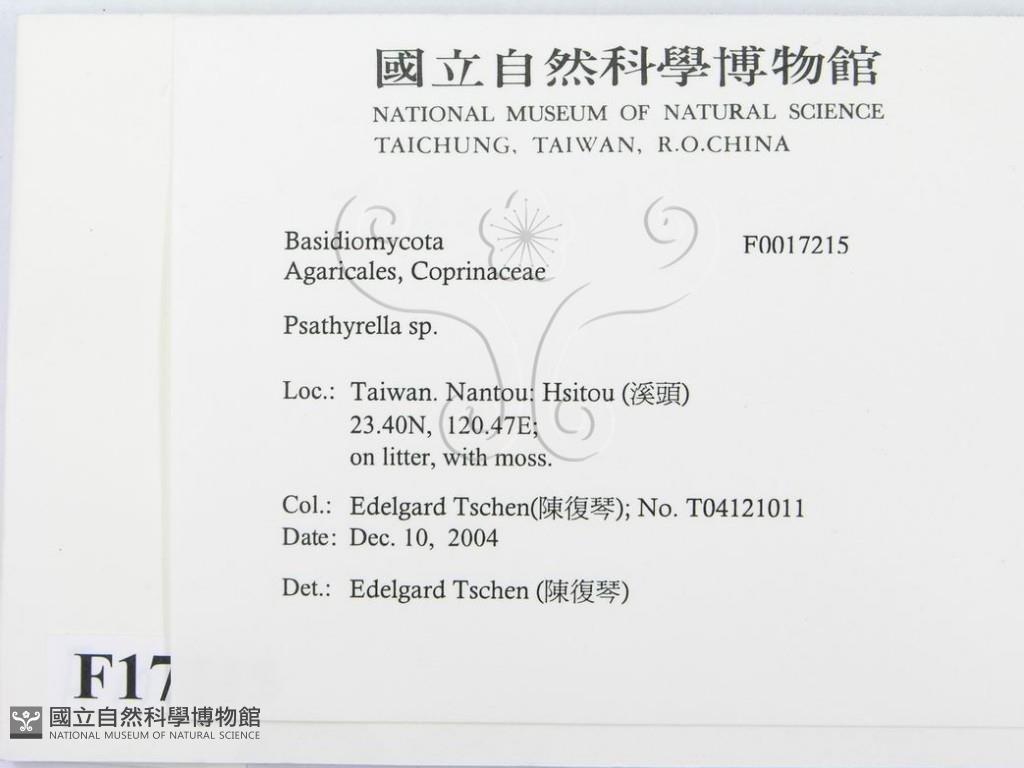 國立自然科學博物館
NATIONAL MUSEUM OF NATURAL SCIENCE
TAICHUNG, TAIWAN, R.O.CHINA
Basidiomycota F0017215
Agaricales, Coprinaceae
Psathyrella sp.
Loc.: Taiwan. Nantou: Hsitou (溪頭)
23.40N, 120.47E;
on litter, with moss.
Col.: Edelgard Tschen(陳復琴); No. T04121011
Date: Dec. 10, 2004
Det.: Edelgard Tschen (陳復琴)
F17
國立自然科學博物館
NATIONAL MUSEUM OF NATURAL SCIENCE